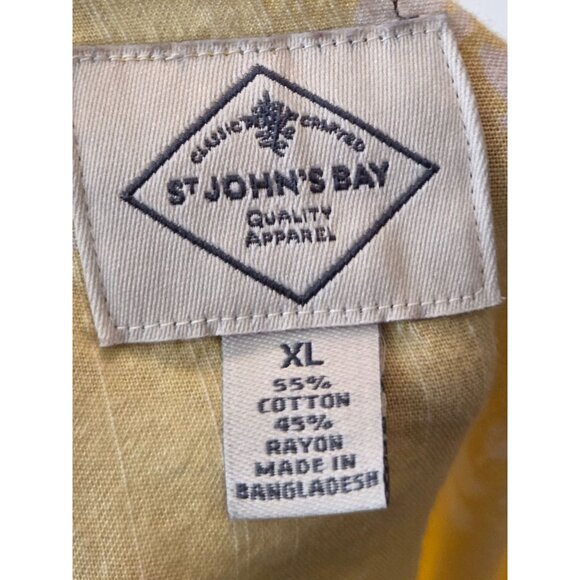 CLASSIC CRAFTED
ST JOHN'S BAY
QUALITY
APPAREL
XL
55%
COTTON
45%
RAYON
MADE IN
BANGLADESH